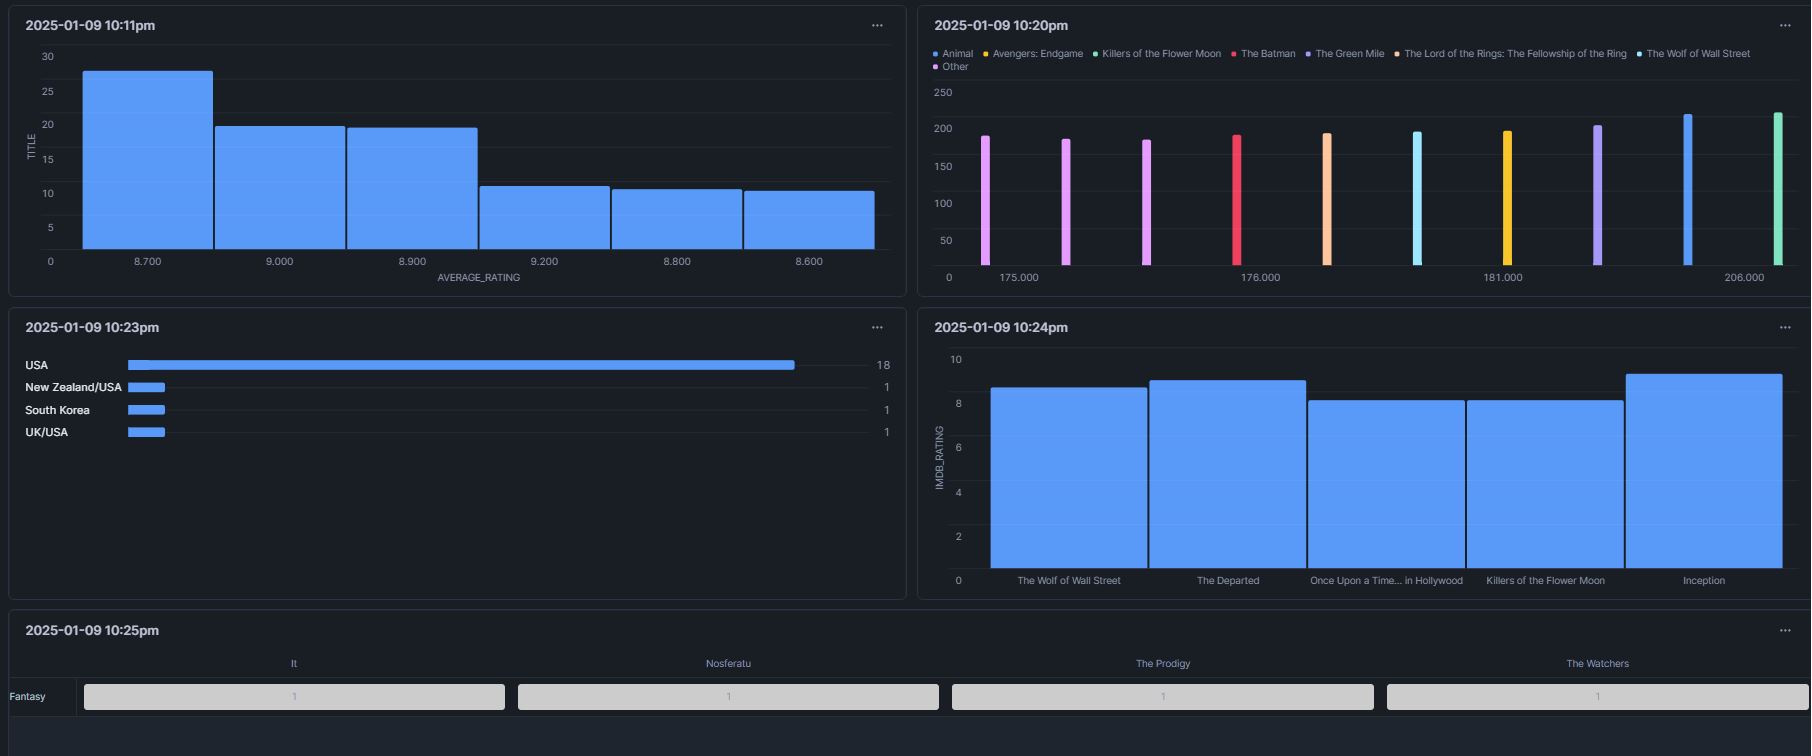 2025-01-09 10:11pm
...
30
25
20
15
10
5
0
TITLE
8.700 9.000 8.900 9.200 8.800 8.600
AVERAGE_RATING
2025-01-09 10:20pm
...
Animal Avengers: Endgame Killers of the Flower Moon The Batman The Green Mile The Lord of the Rings: The Fellowship of the Ring The Wolf of Wall Street
Other
250
200
150
100
50
0
175.000 176.000 181.000 206.000
2025-01-09 10:23pm
...
USA 18
New Zealand/USA 1
South Korea 1
UK/USA 1
2025-01-09 10:24pm
...
10
8
6
4
2
0
IMDB_RATING
The Wolf of Wall Street The Departed Once Upon a Time... in Hollywood Killers of the Flower Moon Inception
2025-01-09 10:25pm
...
It Nosferatu The Prodigy The Watchers
Fantasy 1 1 1 1